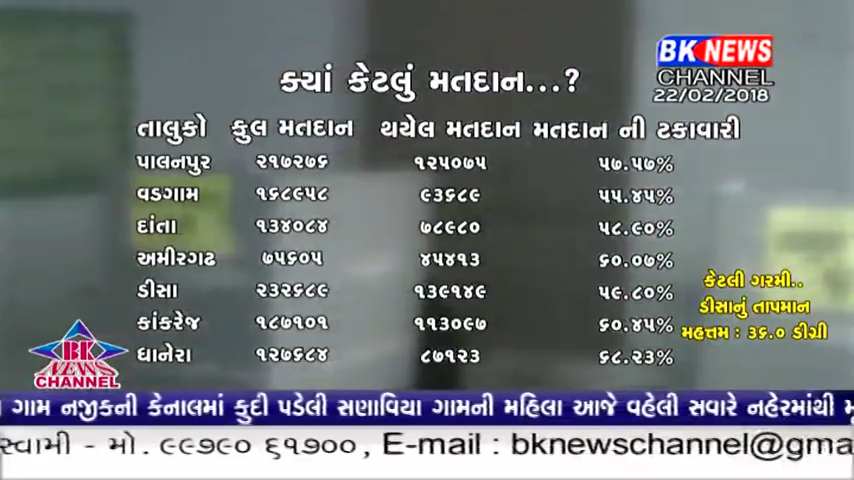 BK NEWS
CHANNEL
22/02/2018
ક્યાં કેટલું મતદાન...?
તાલુકો કુલ મતદાન થયેલ મતદાન મતદાન ની ટકાવારી
પાલનપુર ૨૧૭૨૭૬ ૧૨૫૦૭૫ ૫૭.૫૭%
વડગામ ૧૬૮૯૫૮ ૯૩૬૮૯ ૫૫.૪૫%
દાંતા ૧૩૪૦૮૪ ૭૮૯૮૦ ૫૮.૯૦%
અમીરગઢ ૭૫૬૦૫ ૪૫૪૧૩ ૬૦.૦૭%
ડીસા ૨૩૨૬૮૯ ૧૩૯૧૪૯ ૫૯.૮૦%
કાંકરેજ ૧૮૭૧૦૧ ૧૧૩૦૯૭ ૬૦.૪૫%
ધાનેરા ૧૨૭૬૮૪ ૮૭૧૨૩ ૬૮.૨૩%
કેટલી ગરમી..
ડીસાનું તાપમાન
મહત્તમ : ૩૬.૦ ડીગ્રી
BK
NEWS
CHANNEL
ગામ નજીકની કેનાલમાં કુદી પડેલી સણાવિયા ગામની મહિલા આજે વહેલી સવારે નહેરમાંથી
સ્વામી - મો. ૯૯૭૯૦ ૬૧૭૦૦, E-mail : bknewschannel@gma